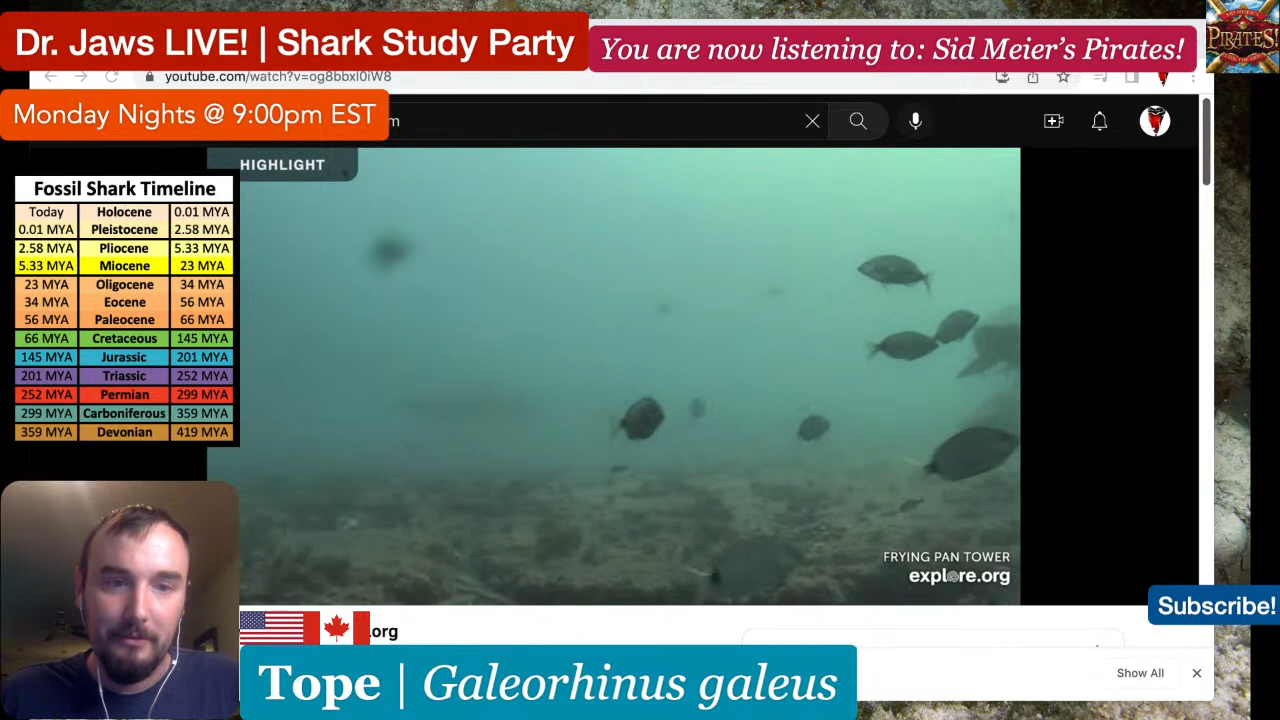 Dr. Jaws LIVE! | Shark Study Party
You are now listening to: Sid Meier's Pirates!
SID MEIER'S
PIRATES!
youtube.com/watch?v=og8bbxl0iW8
Monday Nights @ 9:00pm EST
m
HIGHLIGHT
Fossil Shark Timeline
Today Holocene 0.01 MYA
0.01 MYA Pleistocene 2.58 MYA
2.58 MYA Pliocene 5.33 MYA
5.33 MYA Miocene 23 MYA
23 MYA Oligocene 34 MYA
34 MYA Eocene 56 MYA
56 MYA Paleocene 66 MYA
66 MYA Cretaceous 145 MYA
145 MYA Jurassic 201 MYA
201 MYA Triassic 252 MYA
252 MYA Permian 299 MYA
299 MYA Carboniferous 359 MYA
359 MYA Devonian 419 MYA
FRYING PAN TOWER
explore.org
Subscribe!
.org
Tope | Galeorhinus galeus
Show All